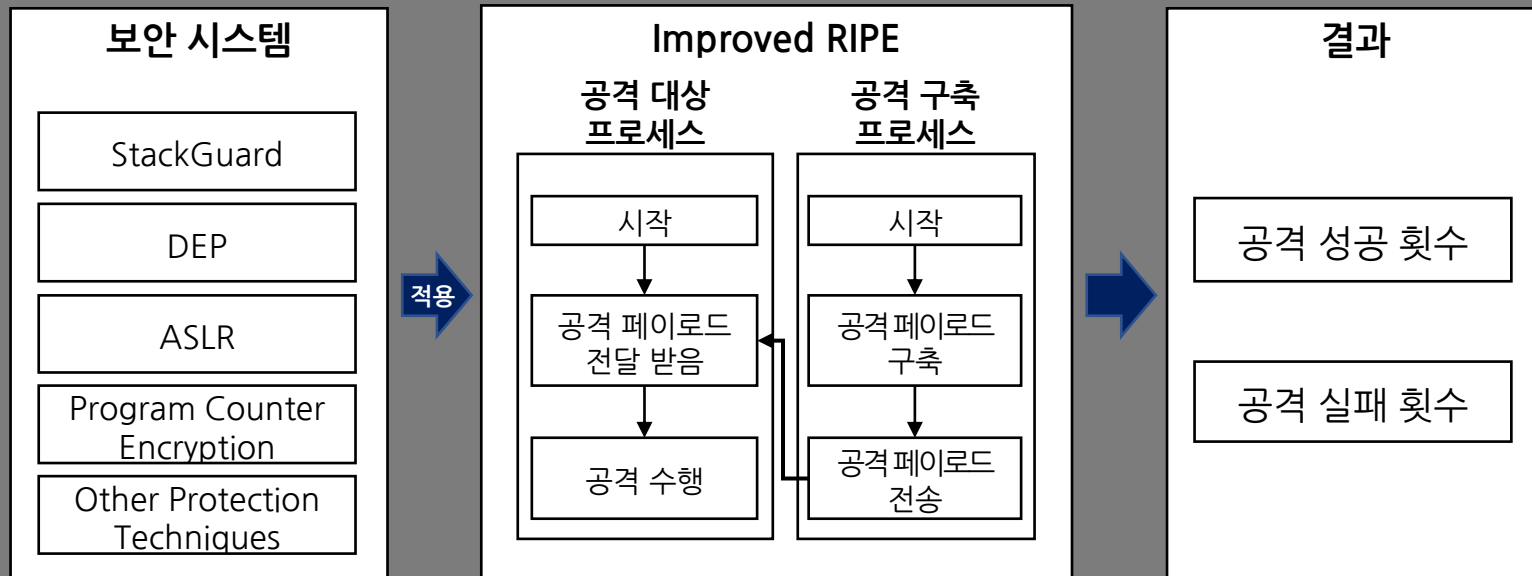 보안 시스템
StackGuard
DEP
ASLR
Program Counter
Encryption
Other Protection
Techniques
적용
Improved RIPE
공격 대상
프로세스
시작
공격 페이로드
전달 받음
공격 수행
공격 구축
프로세스
시작
공격 페이로드
구축
공격 페이로드
전송
결과
공격 성공 횟수
공격 실패 횟수